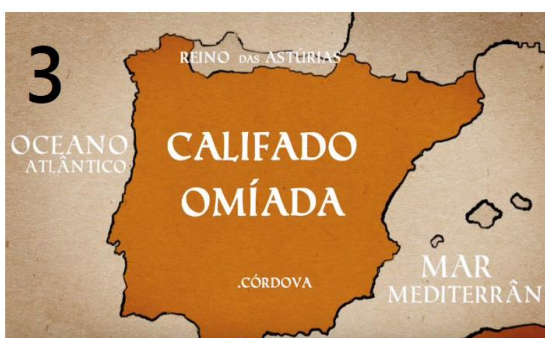 3
REINO DAS ASTÚRIAS
OCEANO
ATLÂNTICO
CALIFADO
OMÍADA
.CÓRDOVA
MAR
MEDITERRÂN